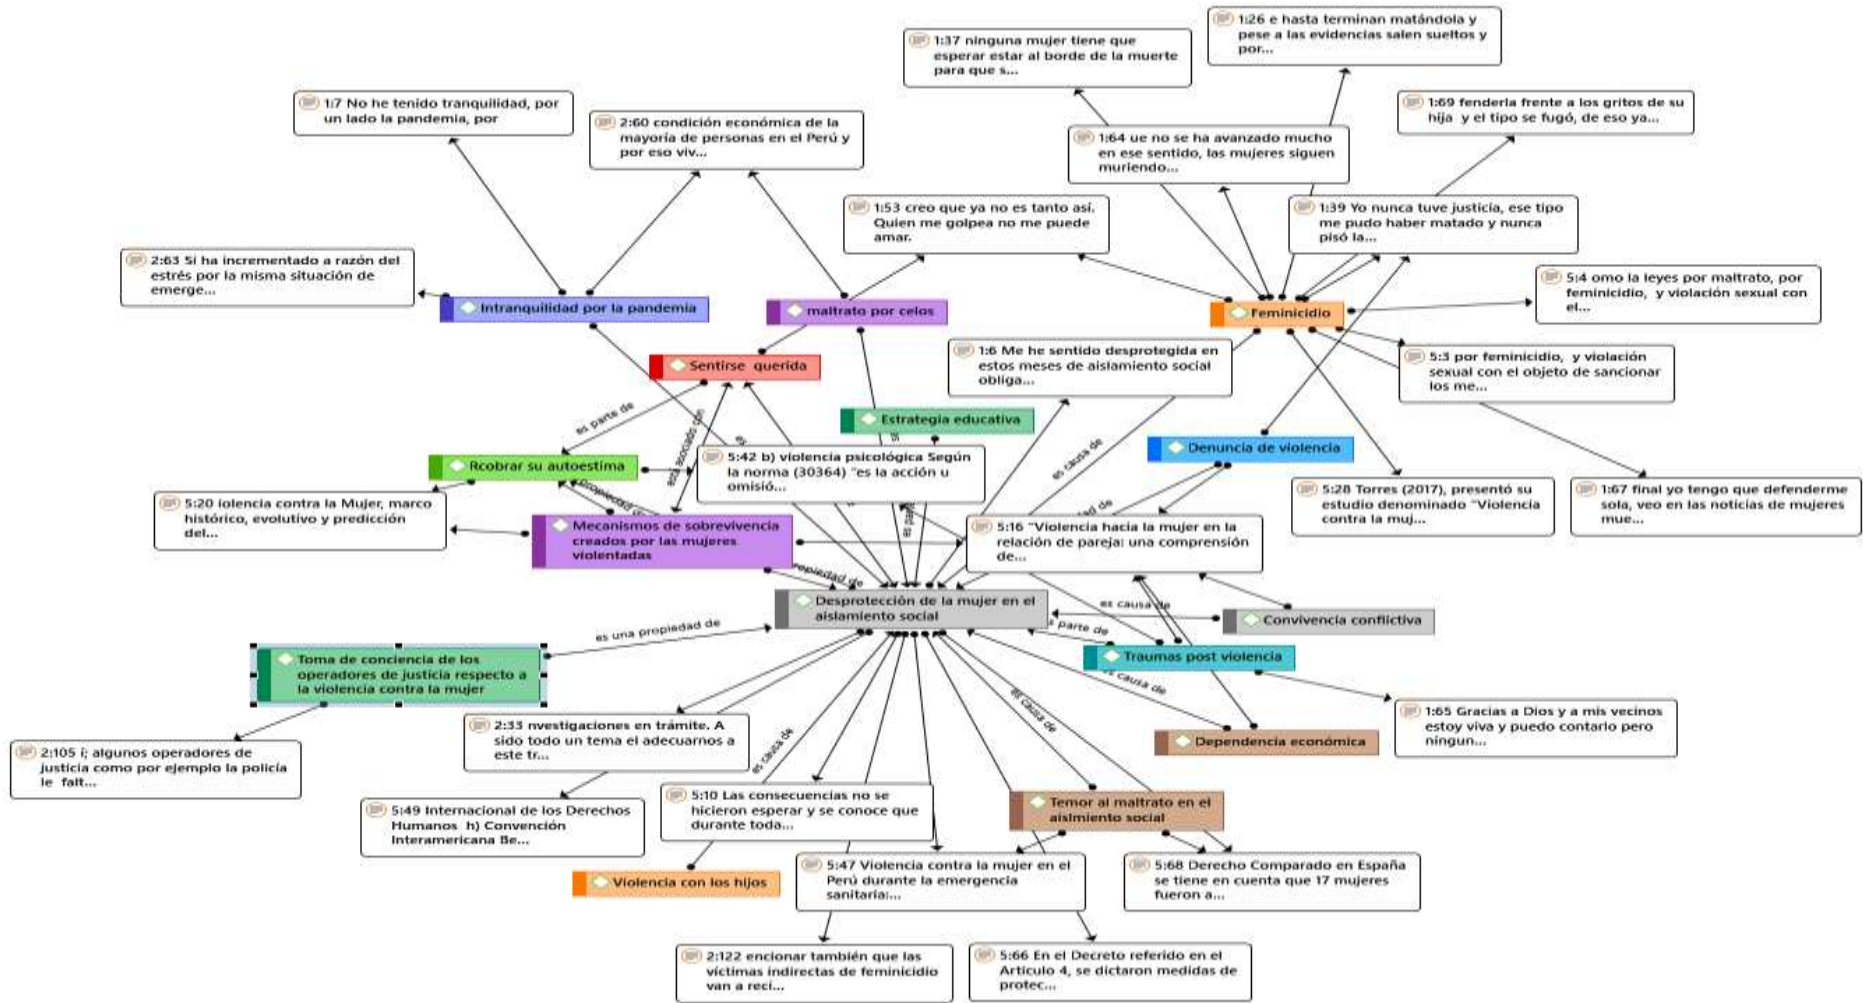 1:26 e hasta terminan matándola y
pese a las evidencias salen sueltos y
por...
1:37 ninguna mujer tiene que
esperar estar al borde de la muerte
para que s...
1:7 No he tenido tranquilidad, por
un lado la pandemia, por
2:60 condición económica de la
mayoría de personas en el Perú y
por eso viv...
1:69 fenderla frente a los gritos de su
hija y el tipo se fugó, de eso ya...
1:64 ue no se ha avanzado mucho
en ese sentido, las mujeres siguen
muriendo...
1:53 creo que ya no es tanto así.
Quien me golpea no me puede
amar.
1:39 Yo nunca tuve justicia, ese tipo
me pudo haber matado y nunca
pisó la...
2:63 Si ha incrementado a razón del
estrés por la misma situación de
emerge...
5:4 omo la leyes por maltrato, por
feminicidio, y violación sexual con
el...
Intranquilidad por la pandemia
maltrato por celos
Feminicidio
1:6 Me he sentido desprotegida en
estos meses de aislamiento social
obliga...
5:3 por feminicidio, y violación
sexual con el objeto de sancionar
los me...
Sentirse querida
Estrategia educativa
es parte de
está asociado con
es causa de
Denuncia de violencia
Rcobrar su autoestima
5:42 b) violencia psicológica Según
la norma (30364) "es la acción u
omisió...
5:20 iolencia contra la Mujer, marco
histórico, evolutivo y predicción
del...
5:28 Torres (2017), presentó su
estudio denominado "Violencia
contra la muj...
1:67 final yo tengo que defenderme
sola, veo en las noticias de mujeres
mue...
propiedad de
Mecanismos de sobrevivencia
creados por las mujeres
violentadas
5:16 "Violencia hacia la mujer en la
relación de pareja: una comprensión
de...
es parte
dad de
opiedad de
Desprotección de la mujer en el
aislamiento social
es causa de
Convivencia conflictiva
es una propiedad de
s parte de
Toma de conciencia de los
operadores de justicia respecto a
la violencia contra la mujer
Traumas post violencia
es causa de
es causa de
1:65 Gracias a Dios y a mis vecinos
estoy viva y puedo contarlo pero
ningun...
2:33 nvestigaciones en trámite. A
sido todo un tema el adecuarnos a
este tr...
Dependencia económica
2:105 i; algunos operadores de
justicia como por ejemplo la policía
le falt...
es causa de
5:49 Internacional de los Derechos
Humanos h) Convención
Interamericana Be...
5:10 Las consecuencias no se
hicieron esperar y se conoce que
durante toda...
Temor al maltrato en el
aislmiento social
Violencia con los hijos
5:47 Violencia contra la mujer en el
Perú durante la emergencia
sanitaria:...
5:68 Derecho Comparado en España
se tiene en cuenta que 17 mujeres
fueron a...
2:122 encionar también que las
víctimas indirectas de feminicidio
van a reci...
5:66 En el Decreto referido en el
Artículo 4, se dictaron medidas de
protec...